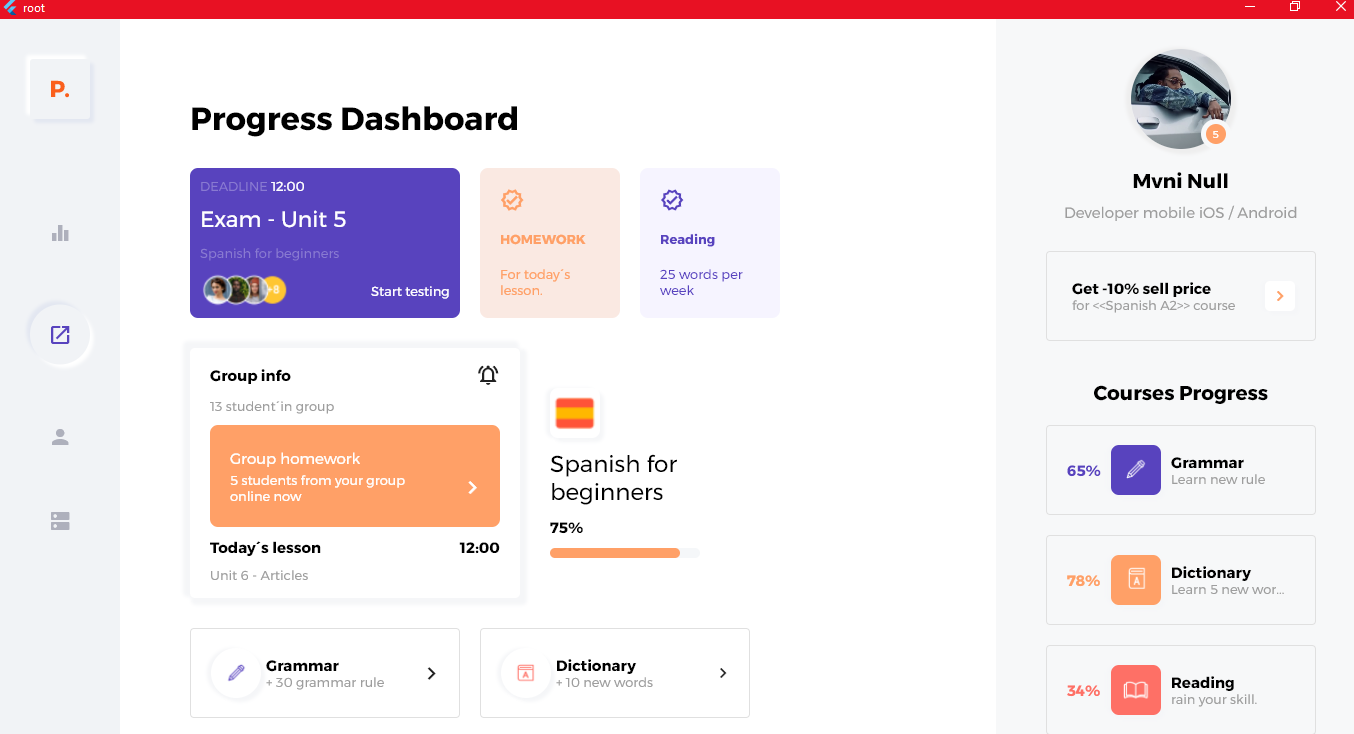 root
P.
Progress Dashboard
DEADLINE 12:00
Exam - Unit 5
Spanish for beginners
+8
Start testing
HOMEWORK
For today´s
lesson.
Reading
25 words per
week
Group info
13 student´in group
Group homework
5 students from your group
online now
Today´s lesson
12:00
Unit 6 - Articles
Spanish for
beginners
75%
Grammar
+ 30 grammar rule
Dictionary
+ 10 new words
5
Mvni Null
Developer mobile iOS / Android
Get -10% sell price
for <<Spanish A2>> course
Courses Progress
65%
Grammar
Learn new rule
78%
A
Dictionary
Learn 5 new wor...
34%
Reading
rain your skill.